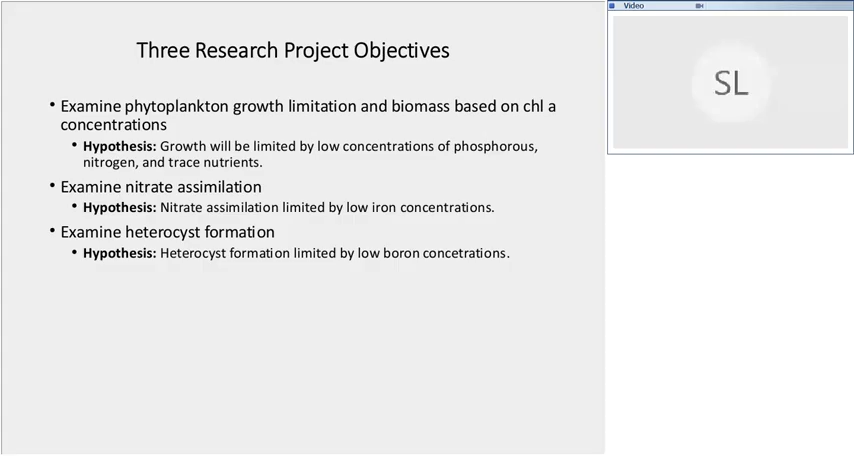 Three Research Project Objectives
• Examine phytoplankton growth limitation and biomass based on chl a
concentrations
• Hypothesis: Growth will be limited by low concentrations of phosphorous,
nitrogen, and trace nutrients.
• Examine nitrate assimilation
• Hypothesis: Nitrate assimilation limited by low iron concentrations.
• Examine heterocyst formation
• Hypothesis: Heterocyst formation limited by low boron concetrations.
Video
SL